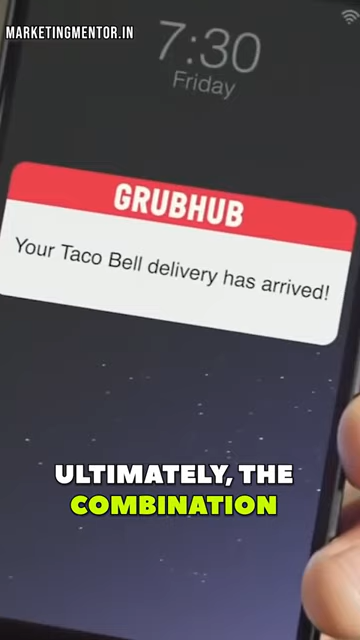 MARKETINGMENTOR.IN
7:30
Friday
GRUBHUB
Your Taco Bell delivery has arrived!
ULTIMATELY, THE
COMBINATION